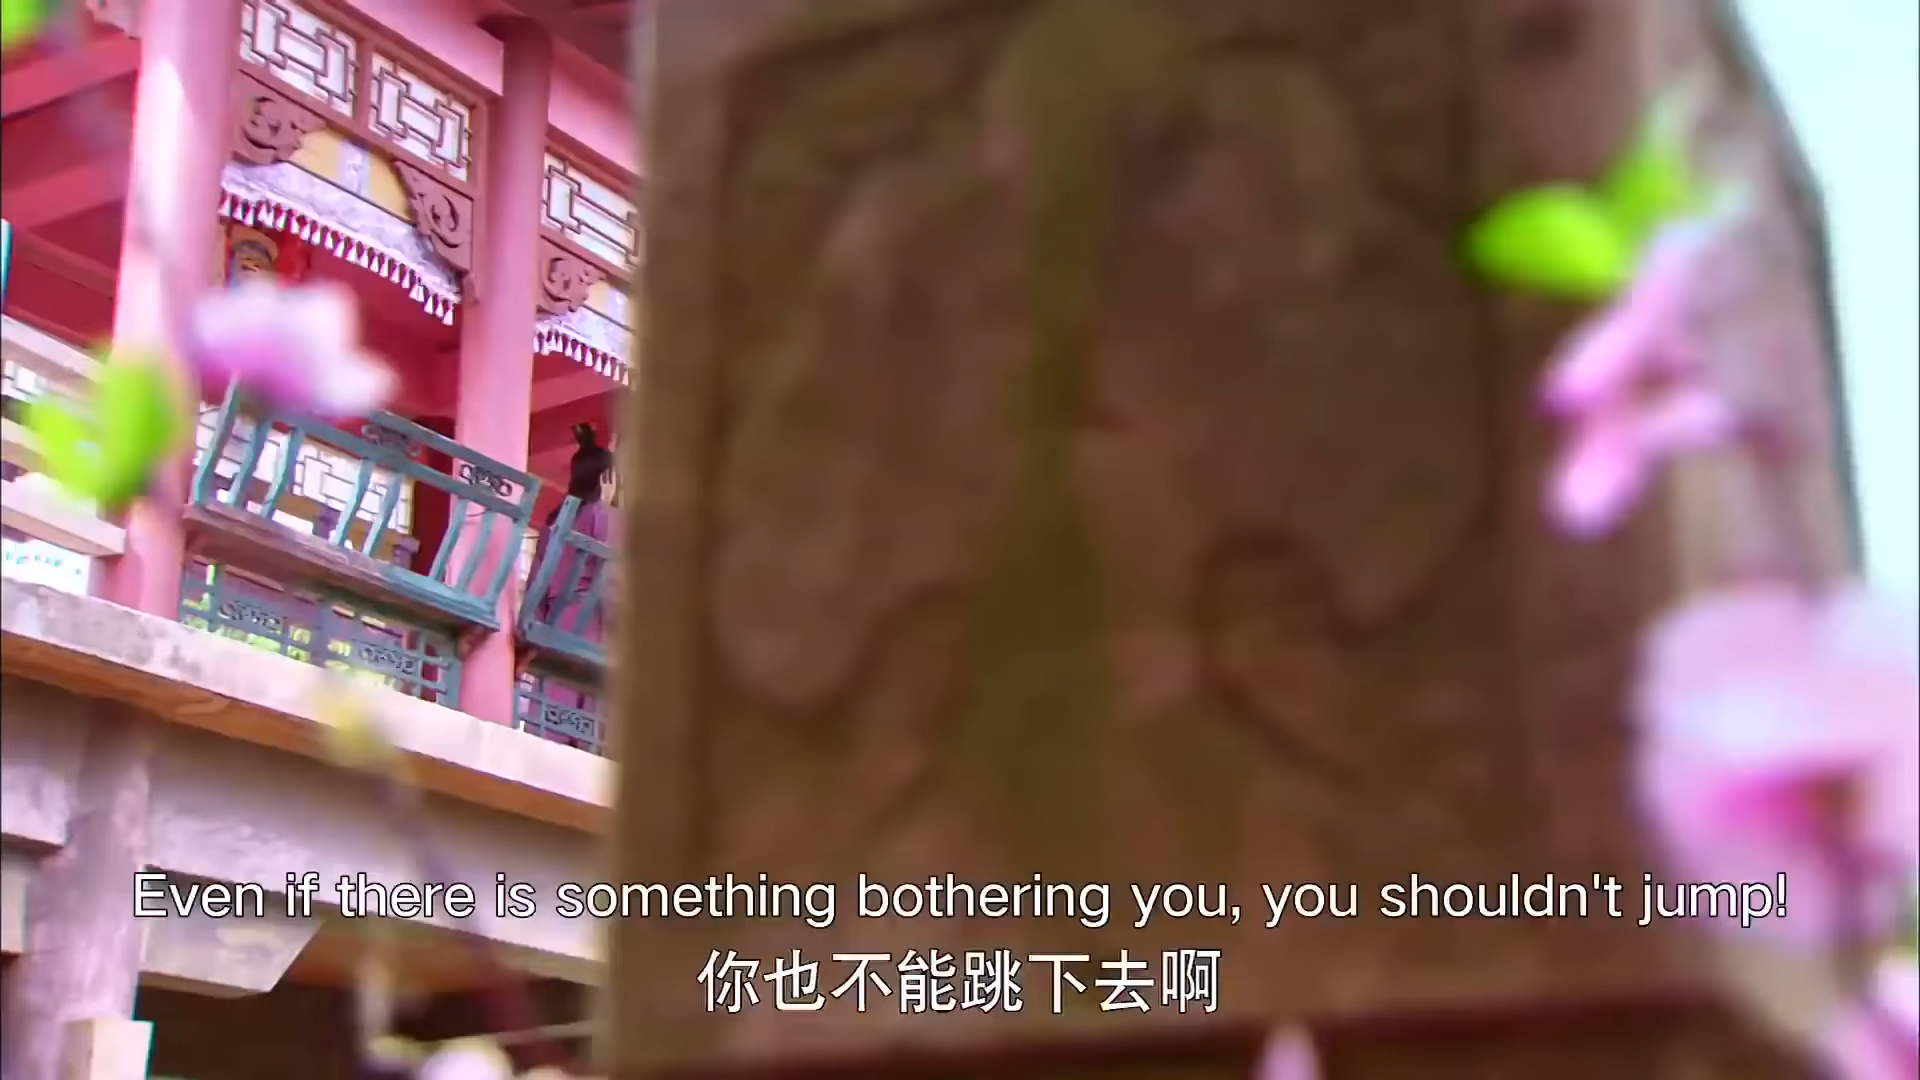 Even if there is something bothering you, you shouldn't jump!
你也不能跳下去啊